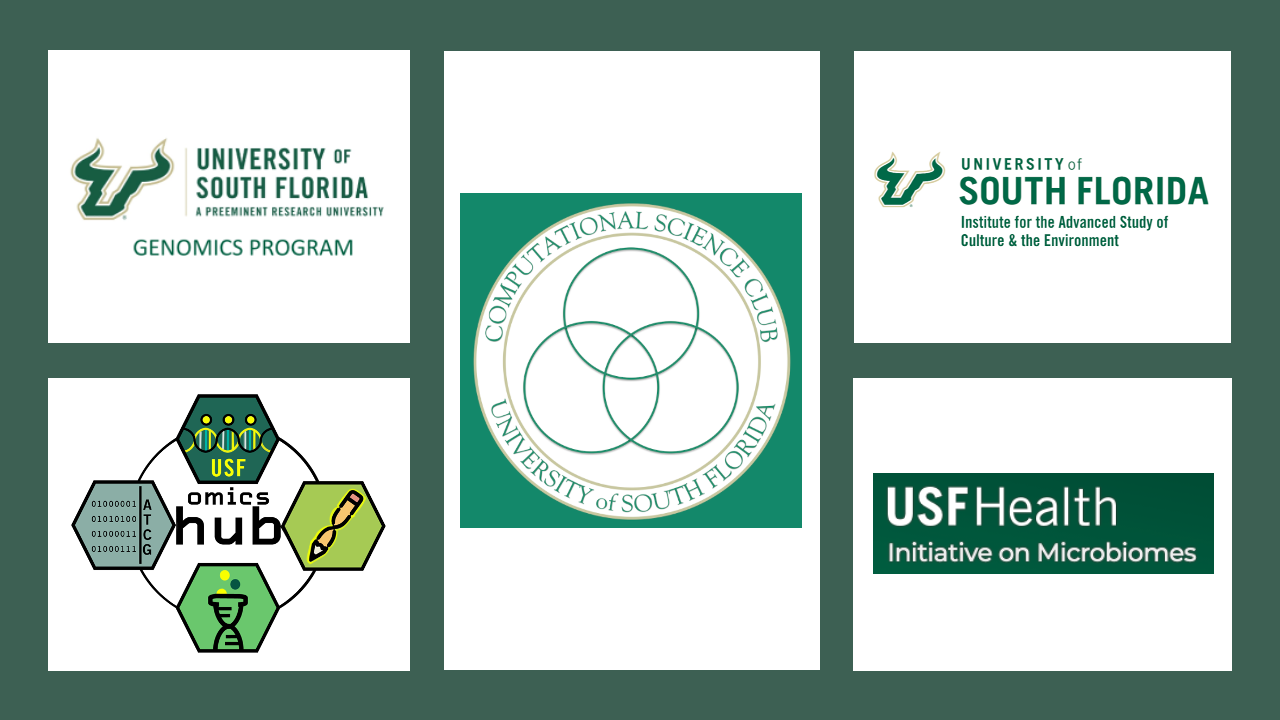 UNIVERSITY OF
SOUTH FLORIDA
A PREEMINENT RESEARCH UNIVERSITY
GENOMICS PROGRAM
COMPUTATIONAL SCIENCE CLUB
UNIVERSITY of SOUTH FLORIDA
UNIVERSITY of
SOUTH FLORIDA
Institute for the Advanced Study of
Culture & the Environment
USF
omics
hub
01000001 A
01010100 T
01000011 C
01000111 G
USF Health
Initiative on Microbiomes